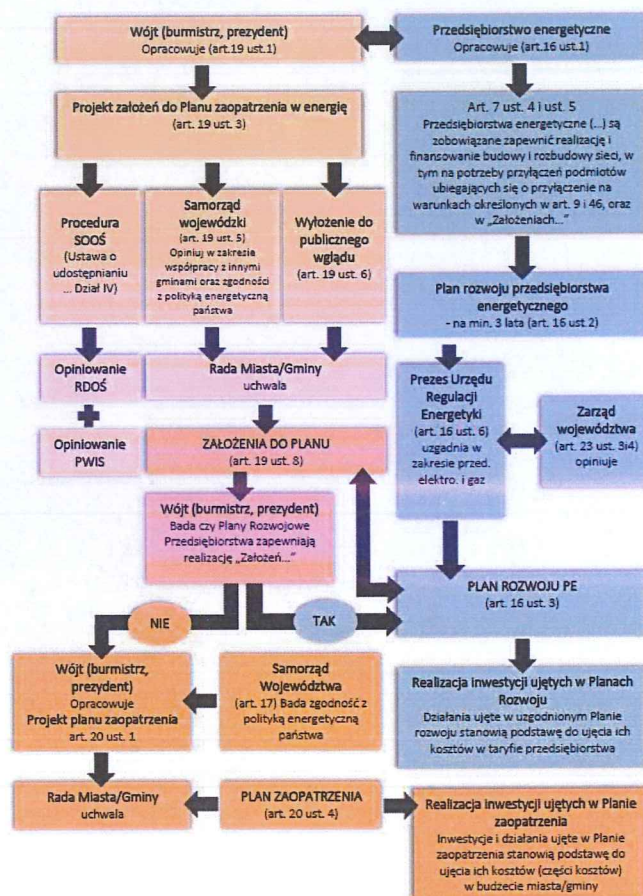 Wójt (burmistrz, prezydent)
Opracowuje (art.19 ust.1)
Przedsiębiorstwo energetyczne
Opracowuje (art.16 ust.1)
Projekt założeń do Planu zaopatrzenia w energię
(art. 19 ust. 3)
Art. 7 ust. 4 i ust. 5
Przedsiębiorstwa energetyczne (...) są
zobowiązane zapewnić realizację i
finansowanie budowy i rozbudowy sieci, w
tym na potrzeby przyłączeń podmiotów
ubiegających się o przyłączenie na
warunkach określonych w art. 9 i 46, oraz
w „Założeniach...”
Procedura
SOOŚ
(Ustawa o
udostępnianiu
... Dział IV)
Samorząd
wojewódzki
(art. 19 ust. 5)
Opiniuj w zakresie
współpracy z innymi
gminami oraz zgodności
z polityką energetyczną
państwa
Wyłożenie do
publicznego
wglądu
(art. 19 ust. 6)
Plan rozwoju przedsiębiorstwa
energetycznego
- na min. 3 lata (art. 16 ust.2)
Opiniowanie
RDOŚ
Opiniowanie
PWIS
Rada Miasta/Gminy
uchwala
Prezes Urzędu
Regulacji
Energetyki
(art. 16 ust. 6)
uzgadnia w
zakresie przed.
elektro. i gaz
Zarząd
województwa
(art. 23 ust. 3i4)
opiniuje
ZAŁOŻENIA DO PLANU
(art. 19 ust. 8)
Wójt (burmistrz, prezydent)
Bada czy Plany Rozwojowe
Przedsiębiorstwa zapewniają
realizację „Założeń...”
NIE
TAK
PLAN ROZWOJU PE
(art. 16 ust. 3)
Wójt (burmistrz,
prezydent)
Opracowuje
Projekt planu zaopatrzenia
art. 20 ust. 1
Samorząd
Województwa
(art. 17) Bada zgodność z
polityką energetyczną
państwa
Realizacja inwestycji ujętych w Planach
Rozwoju
Działania ujęte w uzgodnionym Planie
rozwoju stanowią podstawę do ujęcia ich
kosztów w taryfie przedsiębiorstwa
Rada Miasta/Gminy
uchwala
PLAN ZAOPATRZENIA
(art. 20 ust. 4)
Realizacja inwestycji ujętych w Planie
zaopatrzenia
Inwestycje i działania ujęte w Planie
zaopatrzenia stanowią podstawę do
ujęcia ich kosztów (części kosztów)
w budżecie miasta/gminy